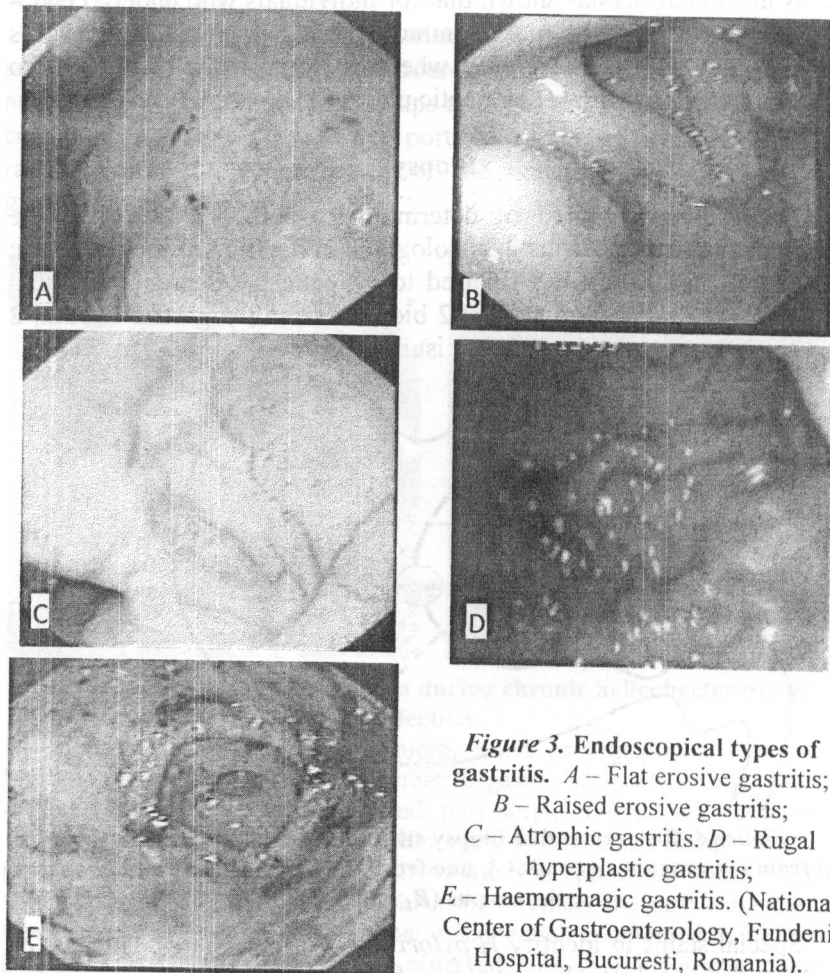 A
B
C
D
E
Figure 3. Endoscopical types of
gastritis. A – Flat erosive gastritis;
B – Raised erosive gastritis;
C – Atrophic gastritis. D – Rugal
hyperplastic gastritis;
E – Haemorrhagic gastritis. (National
Center of Gastroenterology, Fundeni
Hospital, Bucuresti, Romania).